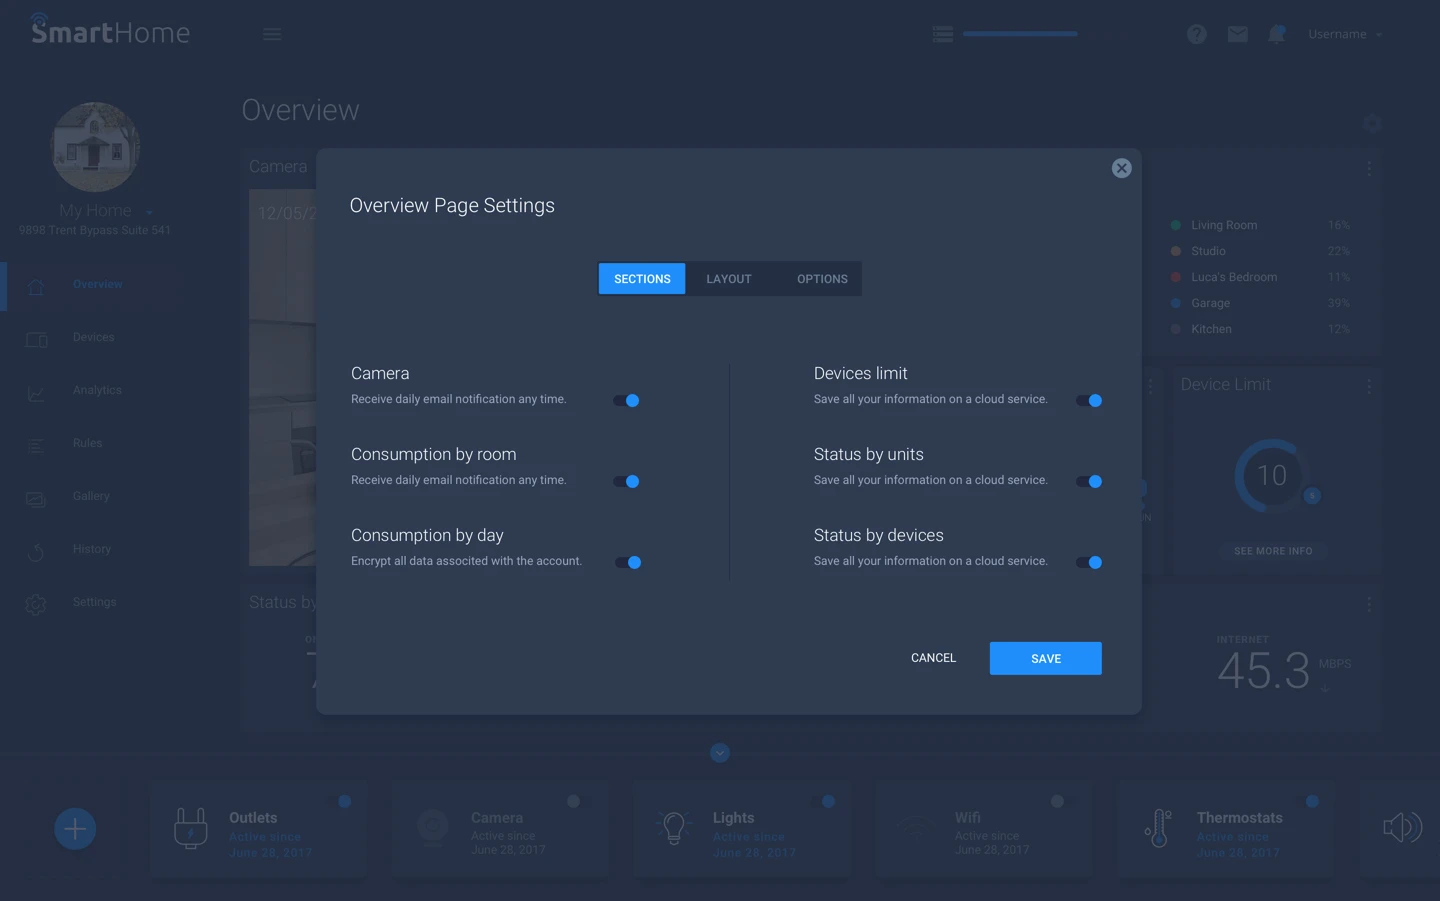 SmartHome
Username
Overview
My Home
9898 Trent Bypass Suite 541
Overview
Devices
Analytics
Rules
Gallery
History
Settings
Camera
12/05/2
Status by
Overview Page Settings
SECTIONS
LAYOUT
OPTIONS
Camera
Receive daily email notification any time.
Consumption by room
Receive daily email notification any time.
Consumption by day
Encrypt all data associted with the account.
Devices limit
Save all your information on a cloud service.
Status by units
Save all your information on a cloud service.
Status by devices
Save all your information on a cloud service.
CANCEL
SAVE
Living Room 16%
Studio 22%
Luca's Bedroom 11%
Garage 39%
Kitchen 12%
Device Limit
10
SEE MORE INFO
INTERNET
45.3 MBPS
Outlets
Active since
June 28, 2017
Camera
Active since
June 28, 2017
Lights
Active since
June 28, 2017
Wifi
Active since
June 28, 2017
Thermostats
Active since
June 28, 2017